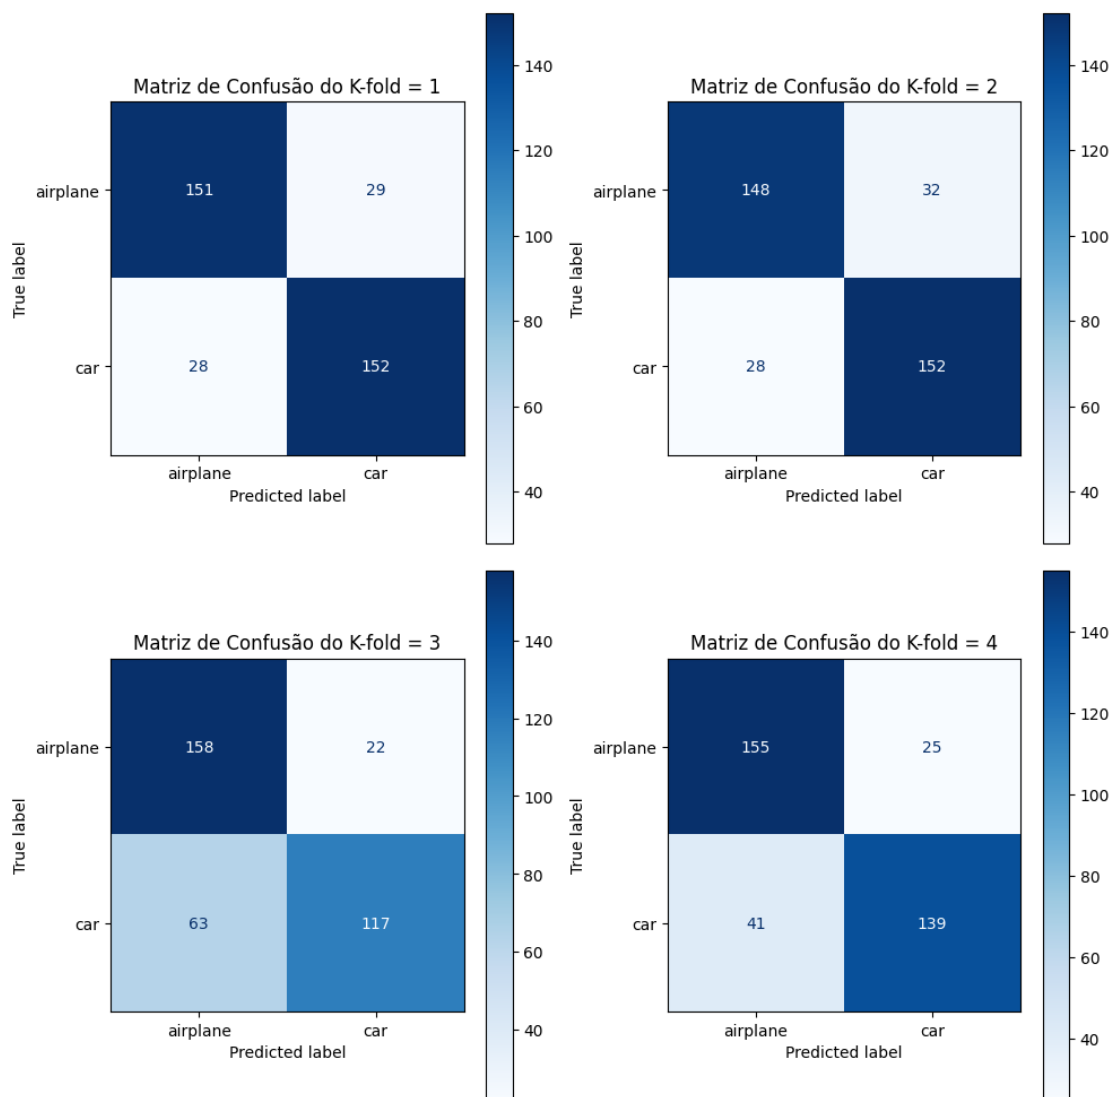 Matriz de Confusão do K-fold = 1
True label
airplane
car
151 29
28 152
airplane car
Predicted label
140
120
100
80
60
40
Matriz de Confusão do K-fold = 2
True label
airplane
car
148 32
28 152
airplane car
Predicted label
140
120
100
80
60
40
Matriz de Confusão do K-fold = 3
True label
airplane
car
158 22
63 117
airplane car
Predicted label
140
120
100
80
60
40
Matriz de Confusão do K-fold = 4
True label
airplane
car
155 25
41 139
airplane car
Predicted label
140
120
100
80
60
40